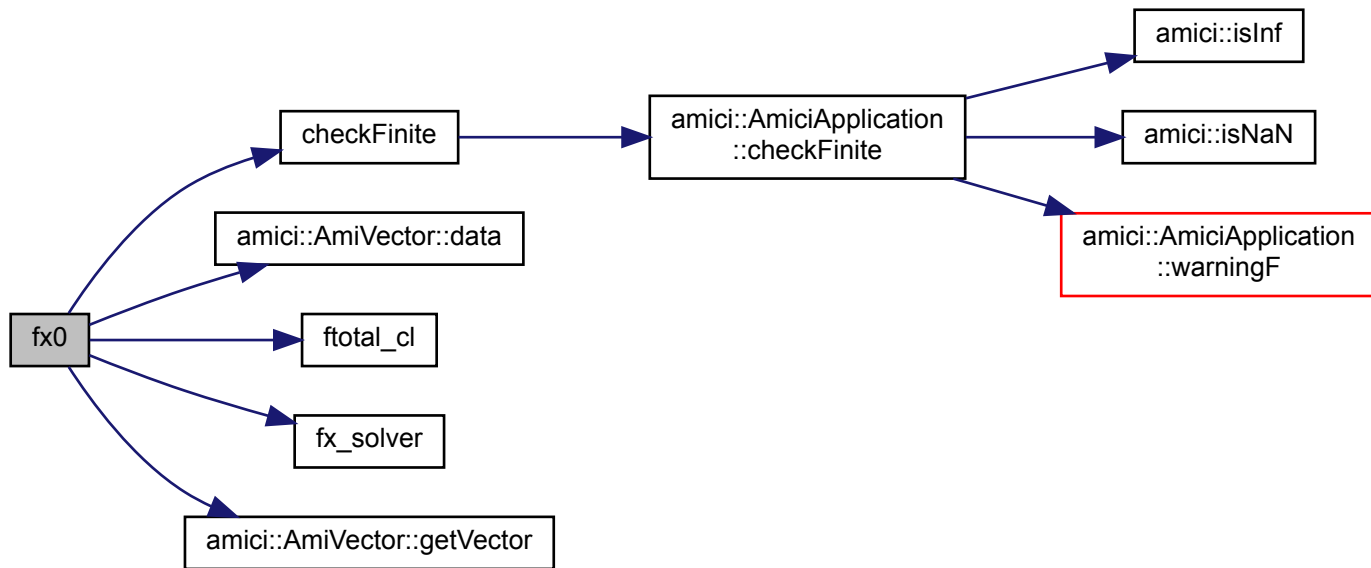 amici::isInf
checkFinite
amici::AmiciApplication
::checkFinite
amici::isNaN
amici::AmiVector::data
amici::AmiciApplication
::warningF
fx0
ftotal_cl
fx_solver
amici::AmiVector::getVector